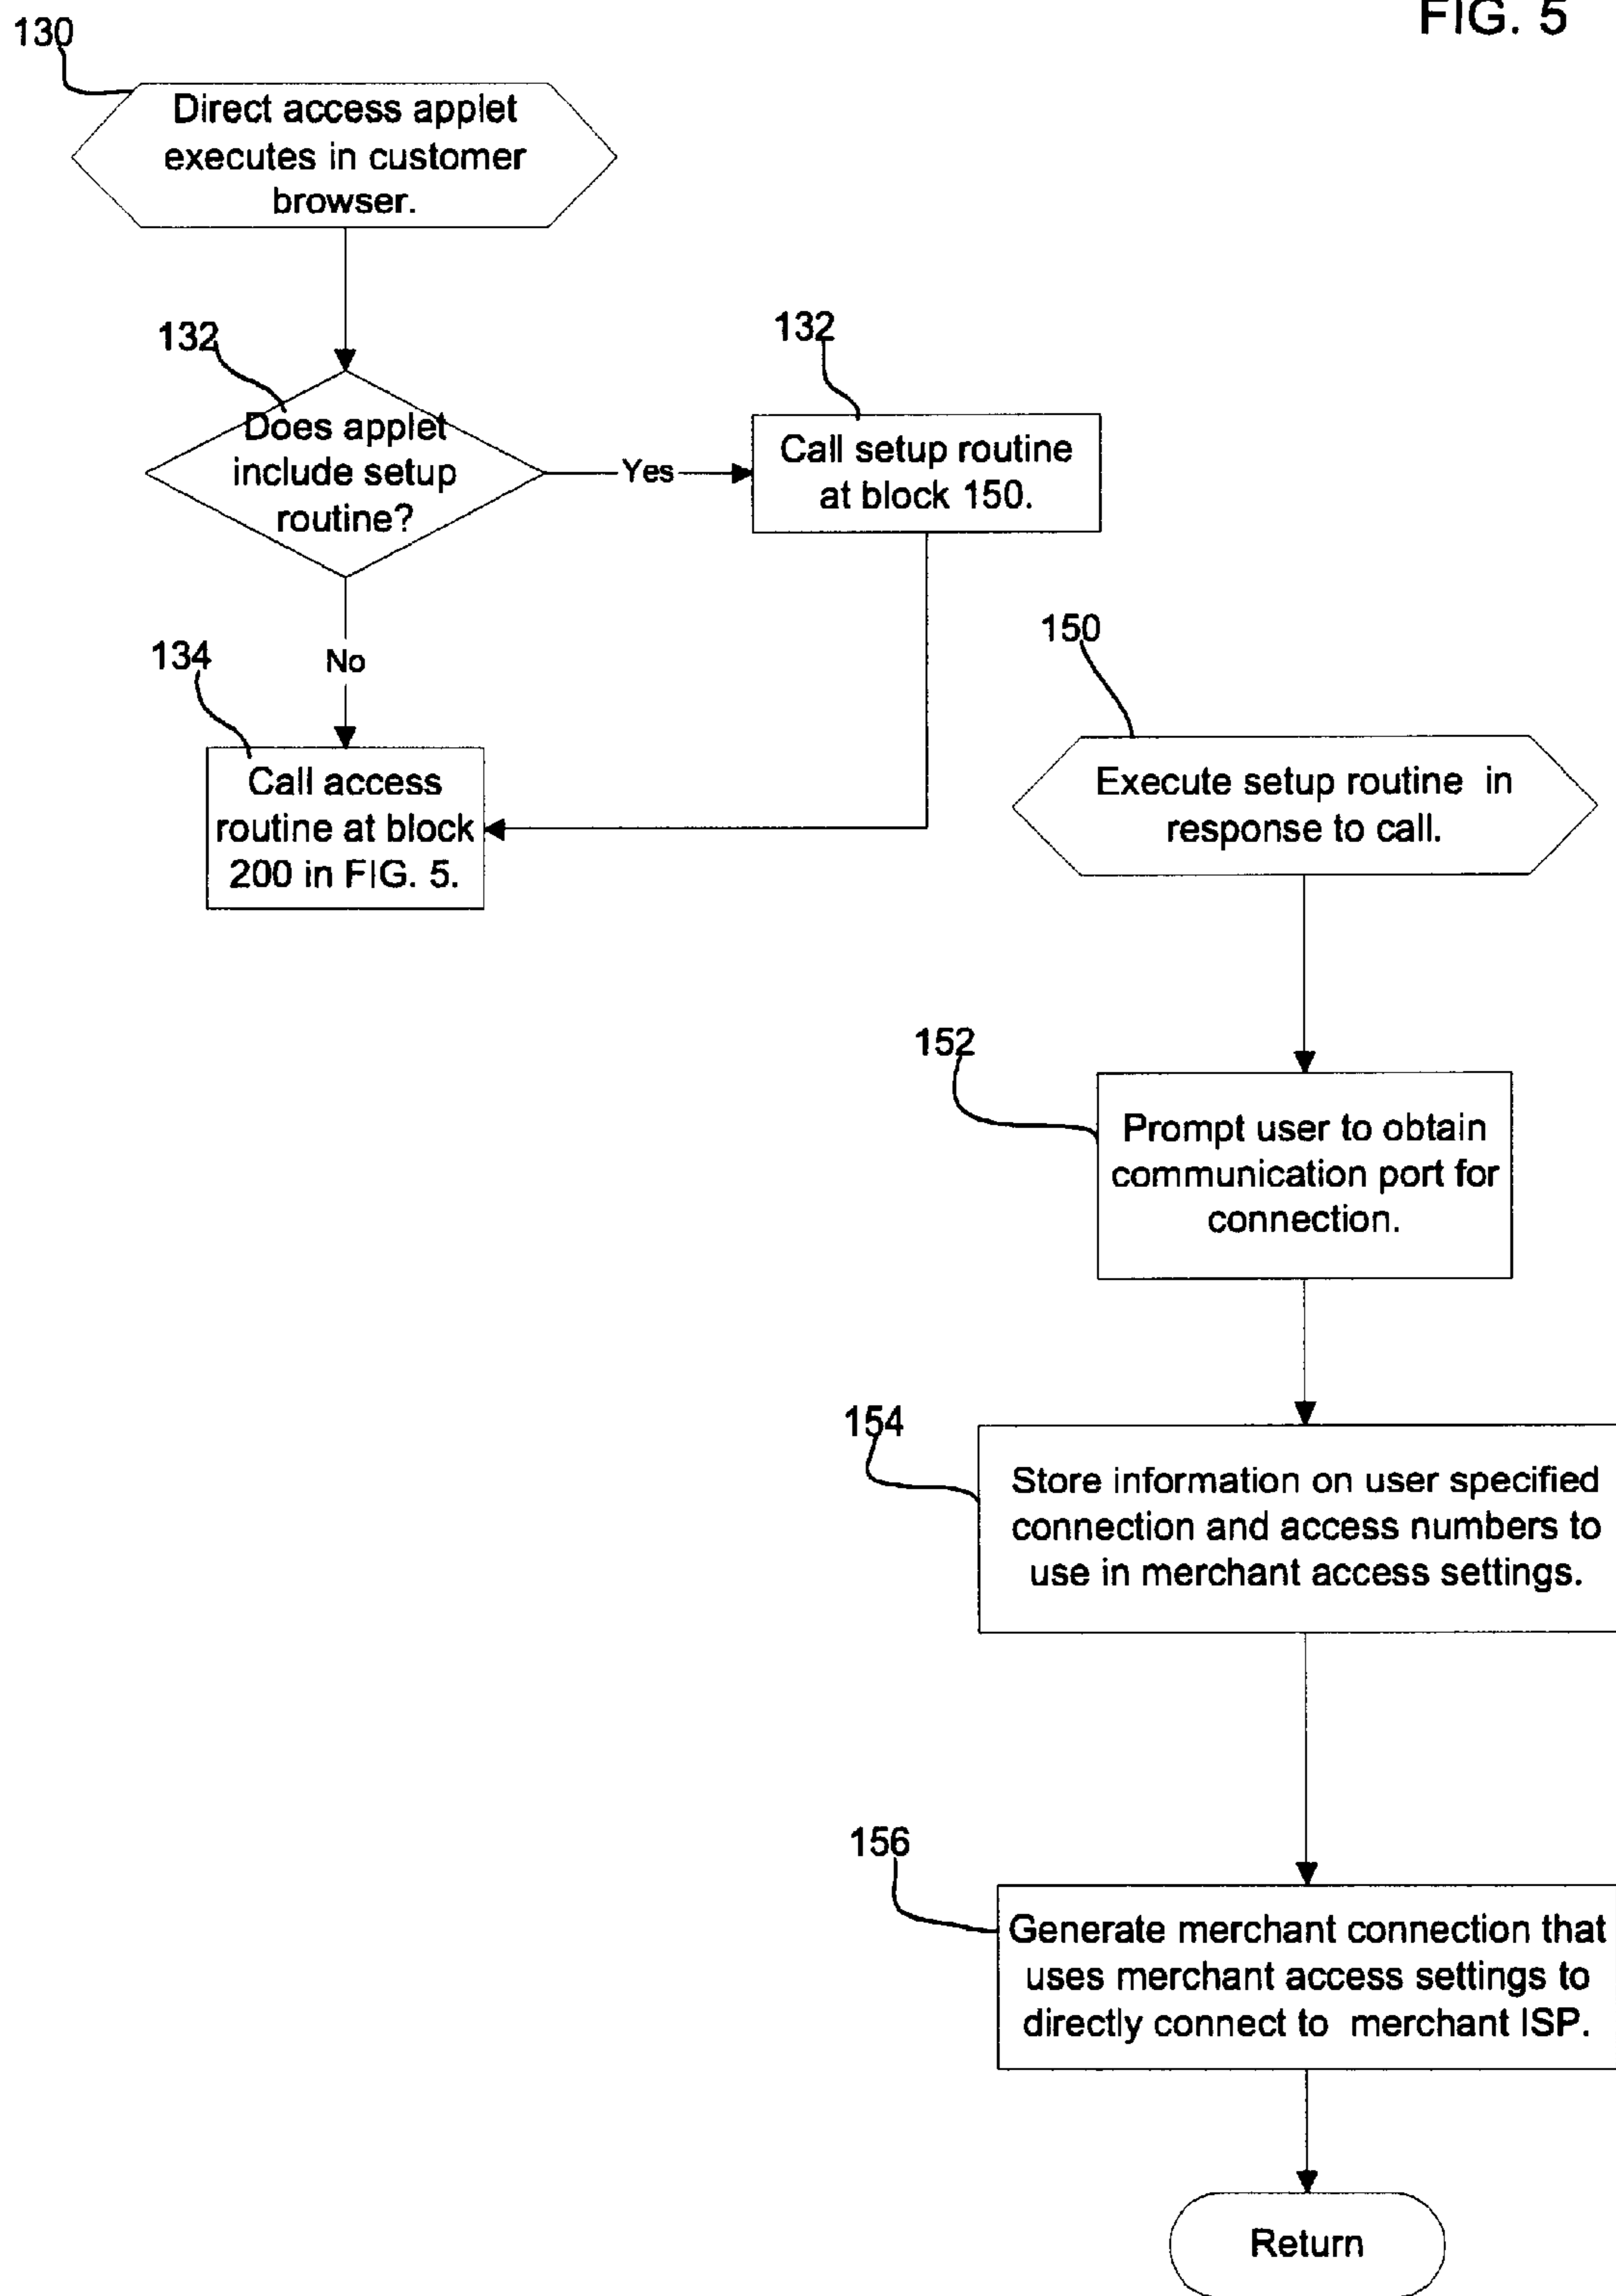 FIG. 5
130
Direct access applet
executes in customer
browser.
132
Does applet
include setup
routine?
Yes
132
Call setup routine
at block 150.
No
134
Call access
routine at block
200 in FIG. 5.
150
Execute setup routine in
response to call.
152
Prompt user to obtain
communication port for
connection.
154
Store information on user specified
connection and access numbers to
use in merchant access settings.
156
Generate merchant connection that
uses merchant access settings to
directly connect to merchant ISP.
Return